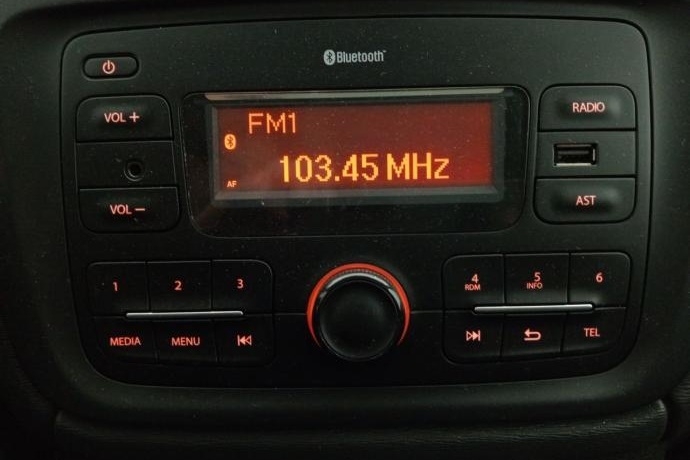 Bluetooth
VOL +
FM1
RADIO
103.45 MHz
AF
VOL −
AST
1 2 3
4 5 6
RDM INFO
MEDIA MENU
TEL